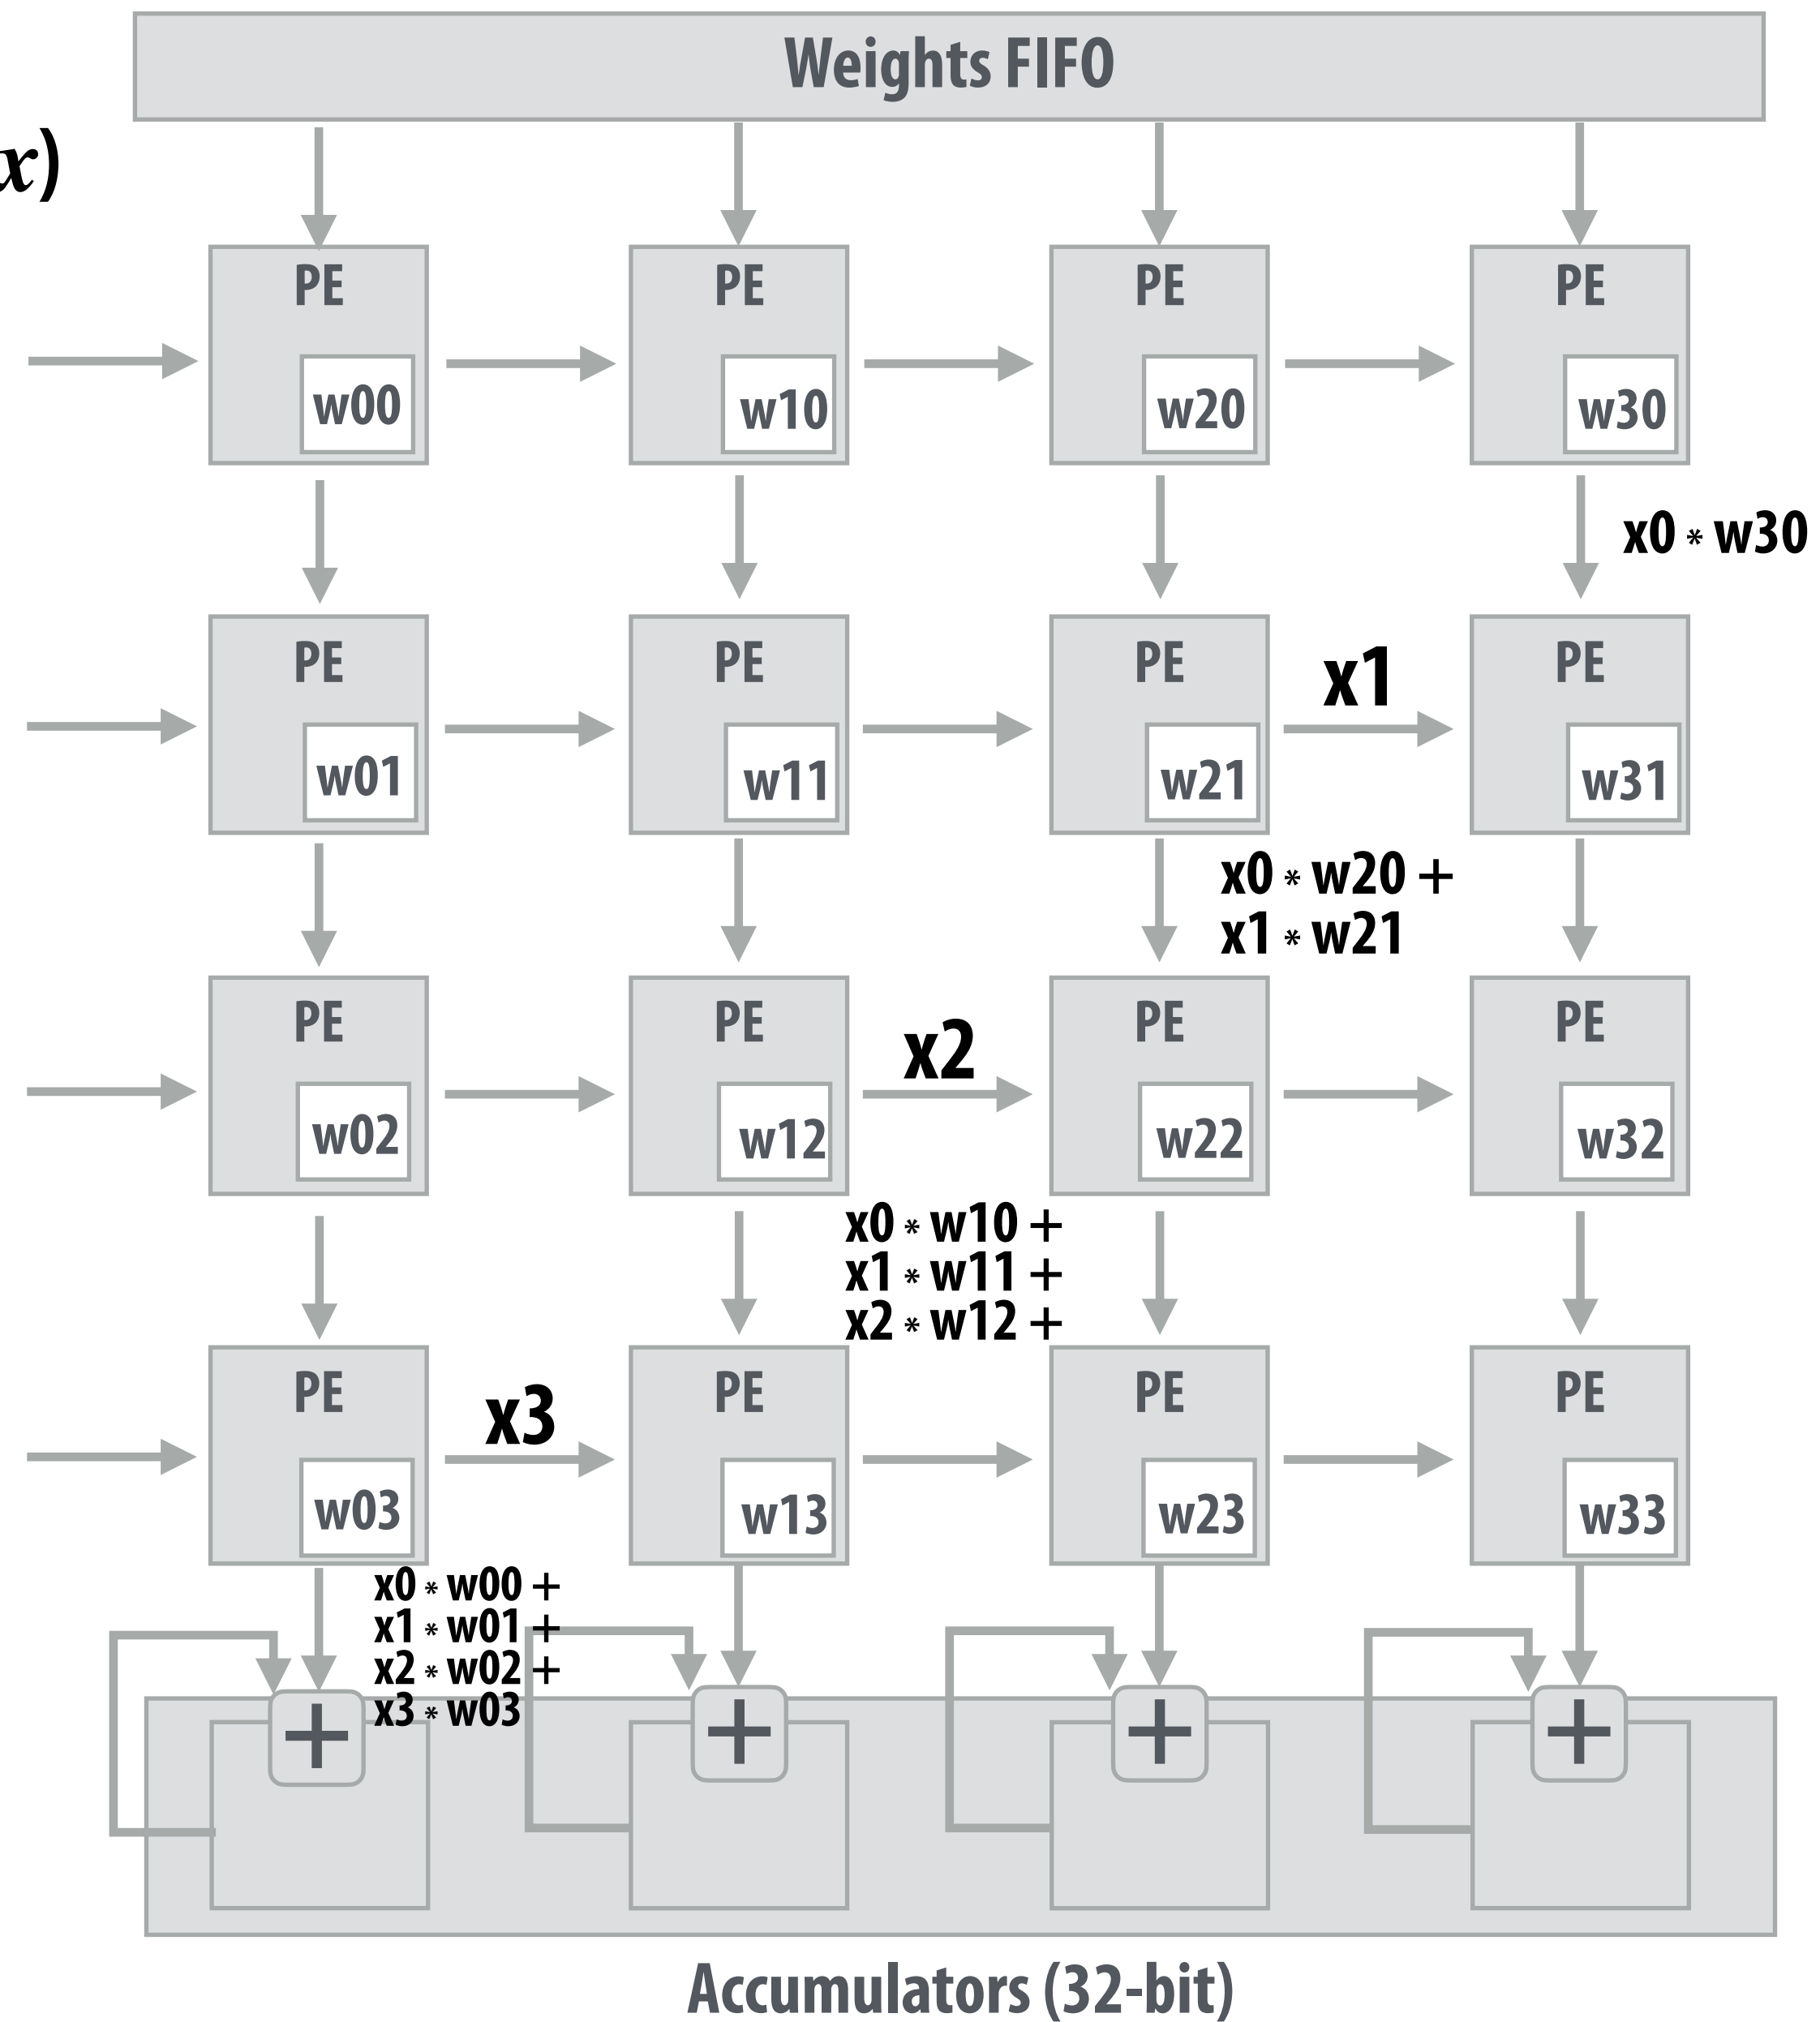 Weights FIFO
x)
PE
PE
PE
PE
w00
w10
w20
w30
x0 * w30
PE
PE
PE
PE
x1
w01
w11
w21
w31
x0 * w20 +
x1 * w21
PE
PE
PE
PE
x2
w02
w12
w22
w32
x0 * w10 +
x1 * w11 +
x2 * w12 +
PE
PE
PE
PE
x3
w03
w13
w23
w33
x0 * w00 +
x1 * w01 +
x2 * w02 +
x3 * w03
+
+
+
+
Accumulators (32-bit)